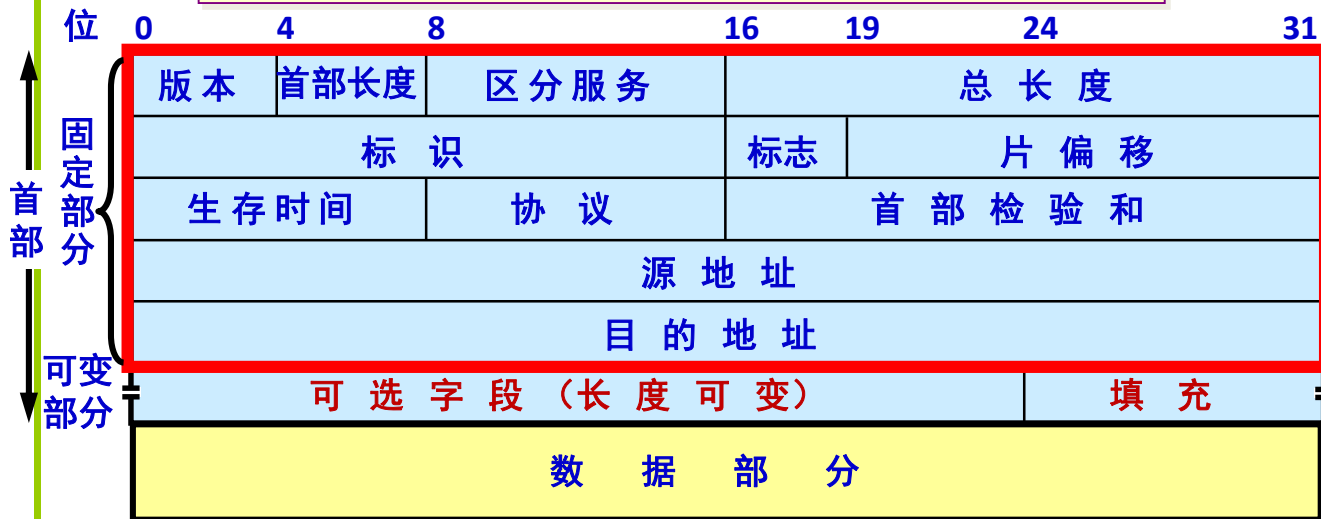 位 0 4 8 16 19 24 31
版本 首部长度 区分服务 总长度
标识 标志 片偏移
生存时间 协议 首部检验和
源地址
目的地址
可选字段（长度可变） 填充
数据部分
首部
固定部分
可变部分